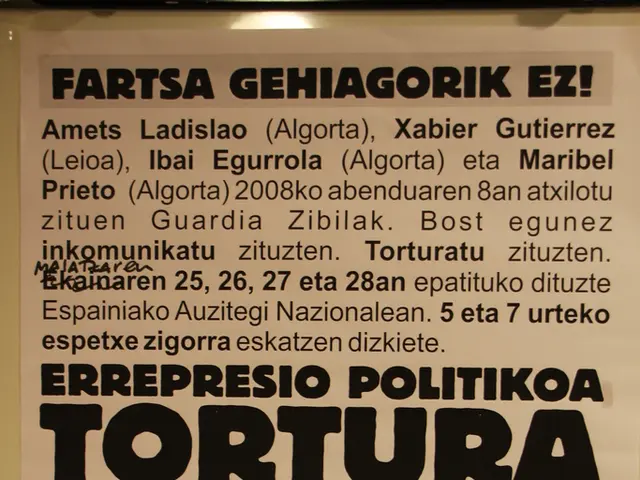 FARTSA GEHIAGORIK EZ!
Amets Ladislao (Algorta), Xabier Gutierrez
(Leioa), Ibai Egurrola (Algorta) eta Maribel
Prieto (Algorta) 2008ko abenduaren 8an atxilotu
zituen Guardia Zibilak. Bost egunez
inkomunikatu zituzten. Torturatu zituzten.
MAIATZaren
Ekainaren 25, 26, 27 eta 28an epatituko dituzte
Espainiako Auzitegi Nazionalean. 5 eta 7 urteko
espetxe zigorra eskatzen dizkiete.
ERREPRESIO POLITIKOA
TORTURA